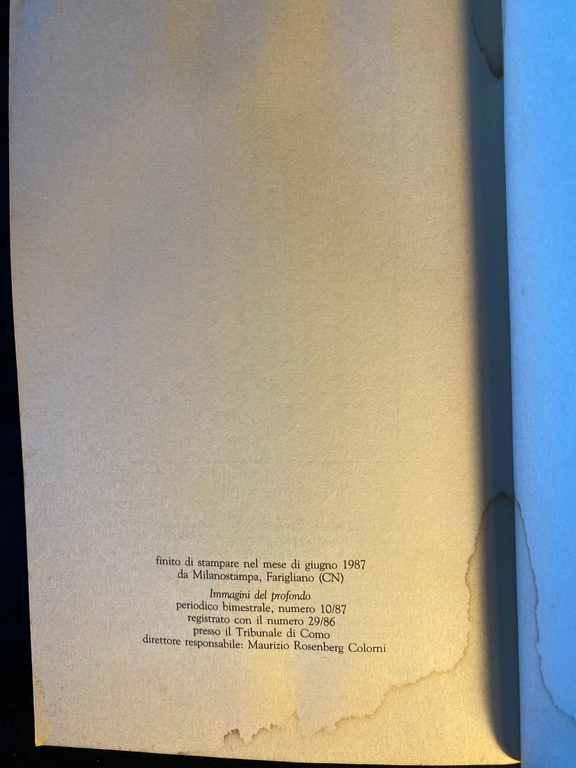 finito di stampare nel mese di giugno 1987
da Milanostampa, Farigliano (CN)
Immagini del profondo
periodico bimestrale, numero 10/87
registrato con il numero 29/86
presso il Tribunale di Como
direttore responsabile: Maurizio Rosenberg Colorni